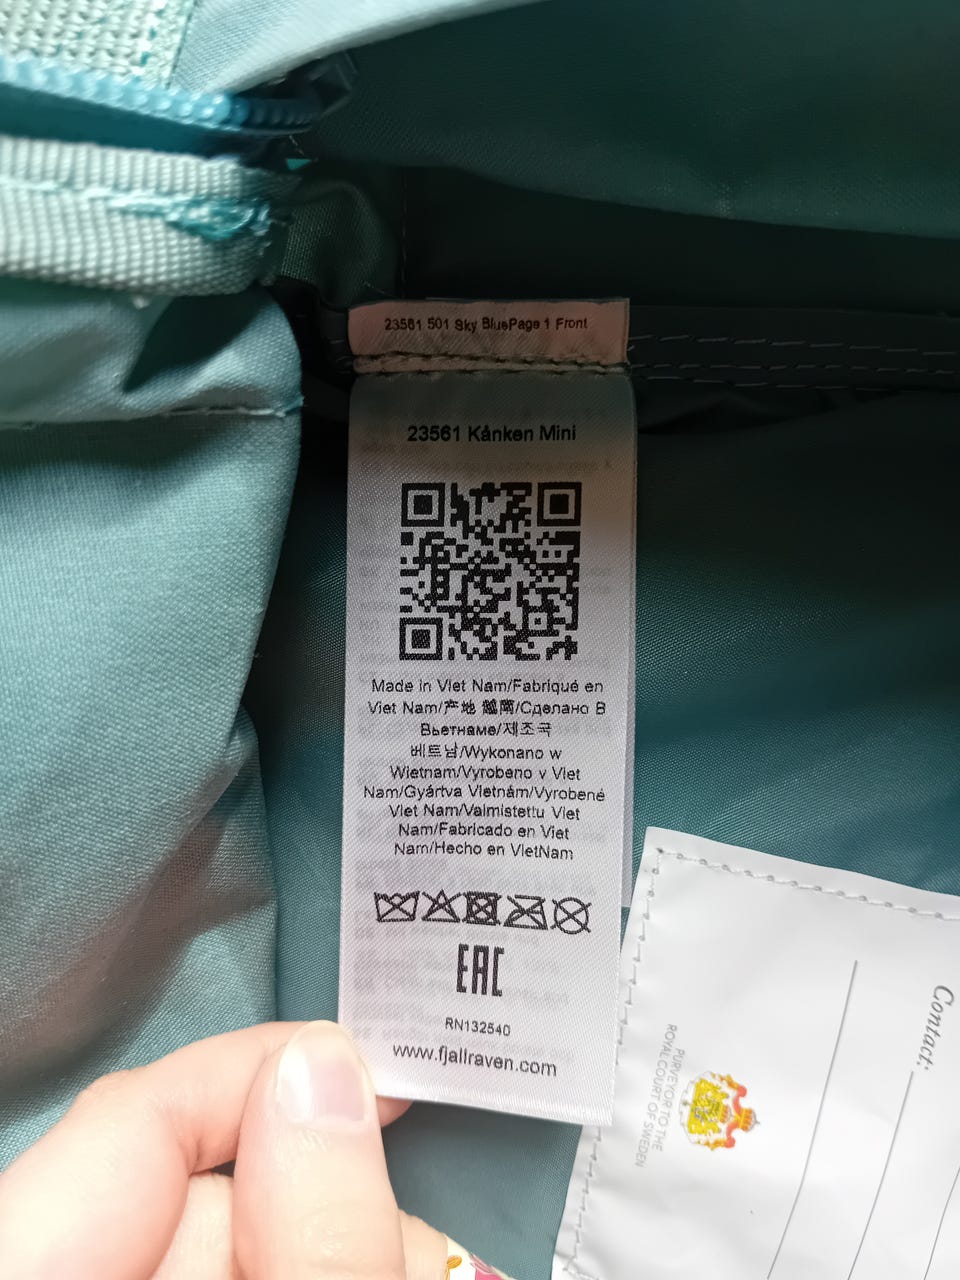 23561 501 Sky BluePage 1 Front
23561 Kånken Mini
Made in Viet Nam/Fabriqué en
Viet Nam/产地 越南/Сделано В
Вьетнаме/제조국
베트남/Wykonano w
Wietnam/Vyrobeno v Viet
Nam/Gyártva Vietnám/Vyrobené
Viet Nam/Valmistettu Viet
Nam/Fabricado en Viet
Nam/Hecho en VietNam
EAC
RN132540
www.fjallraven.com
Contact:
PURVEYOR TO THE
ROYAL COURT OF SWEDEN